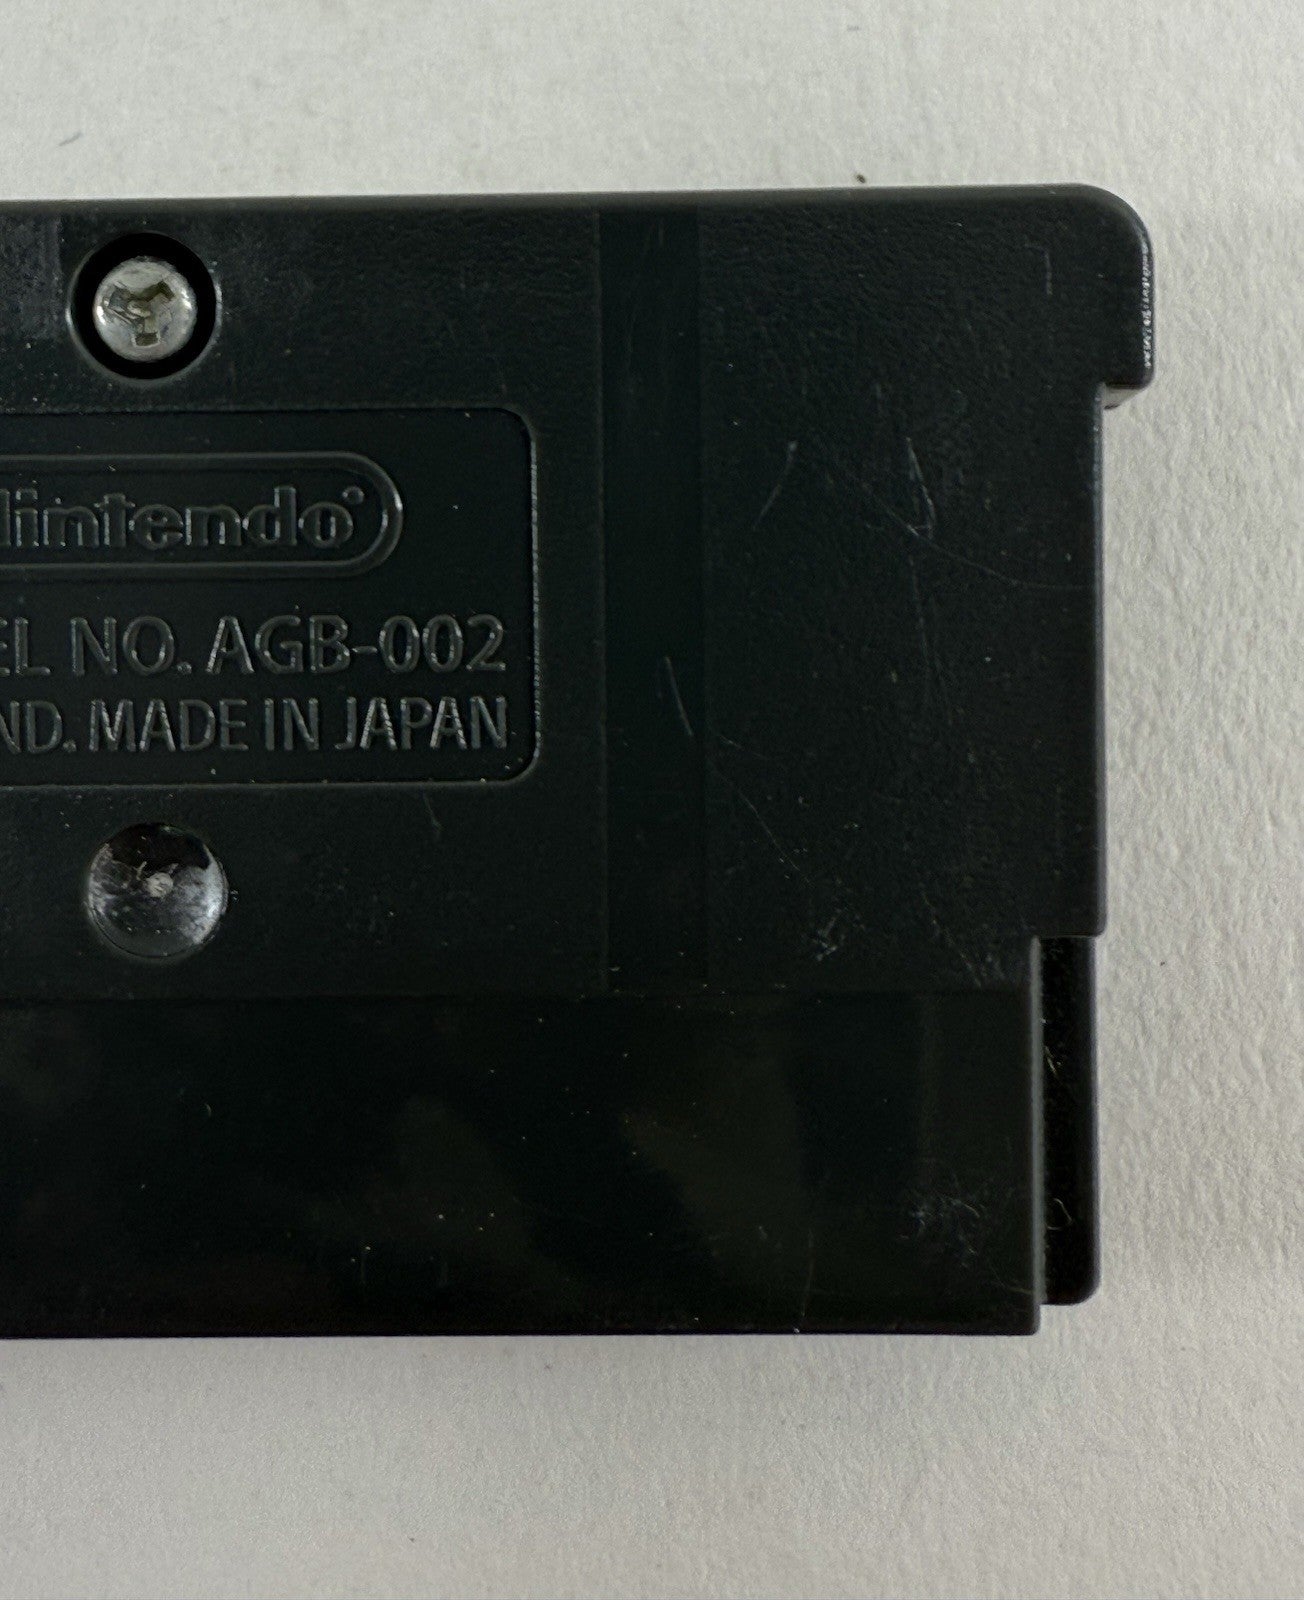 Nintendo®
EL NO. AGB-002
ND. MADE IN JAPAN